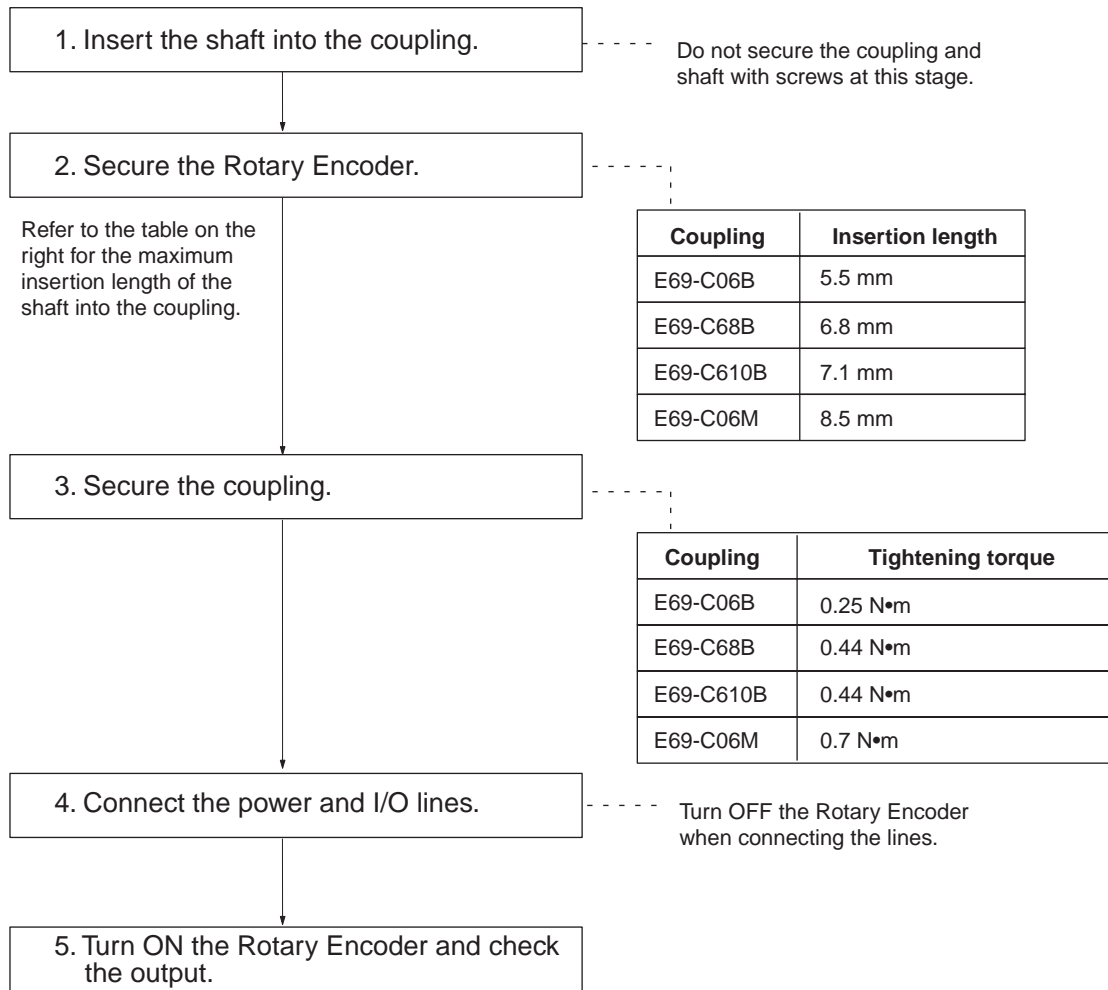 1. Insert the shaft into the coupling.
Do not secure the coupling and
shaft with screws at this stage.
2. Secure the Rotary Encoder.
Refer to the table on the
right for the maximum
insertion length of the
shaft into the coupling.
Coupling Insertion length
E69-C06B 5.5 mm
E69-C68B 6.8 mm
E69-C610B 7.1 mm
E69-C06M 8.5 mm
3. Secure the coupling.
Coupling Tightening torque
E69-C06B 0.25 N•m
E69-C68B 0.44 N•m
E69-C610B 0.44 N•m
E69-C06M 0.7 N•m
4. Connect the power and I/O lines.
Turn OFF the Rotary Encoder
when connecting the lines.
5. Turn ON the Rotary Encoder and check
the output.